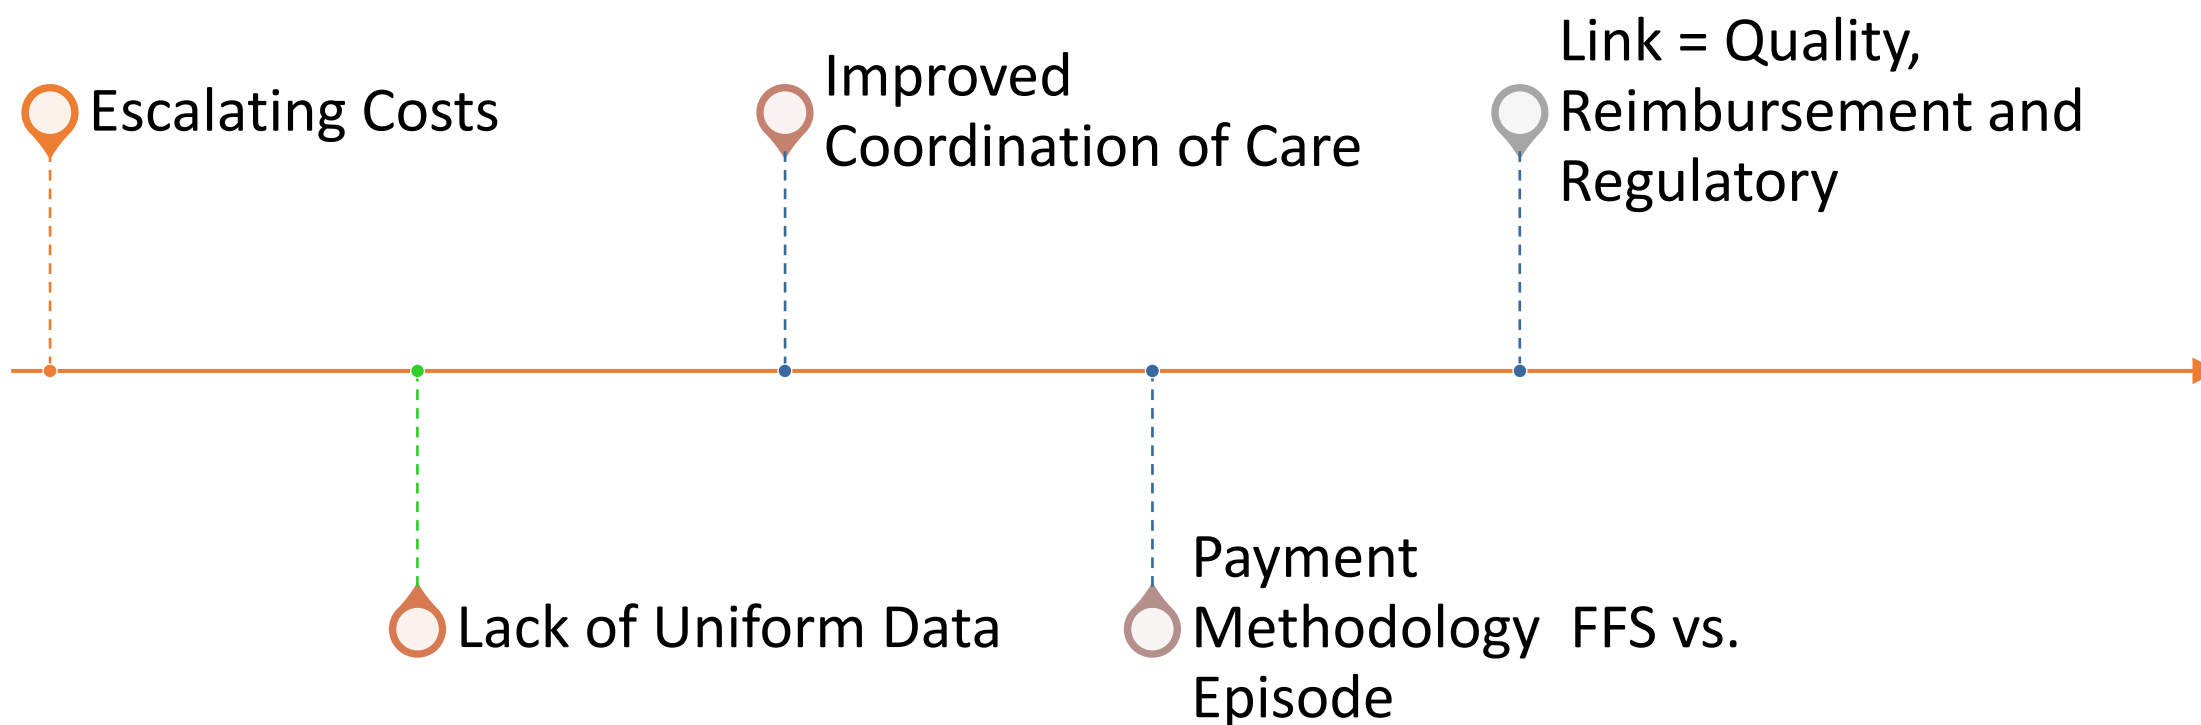 Escalating Costs
Lack of Uniform Data
Improved
Coordination of Care
Payment
Methodology  FFS vs.
Episode
Link = Quality,
Reimbursement and
Regulatory